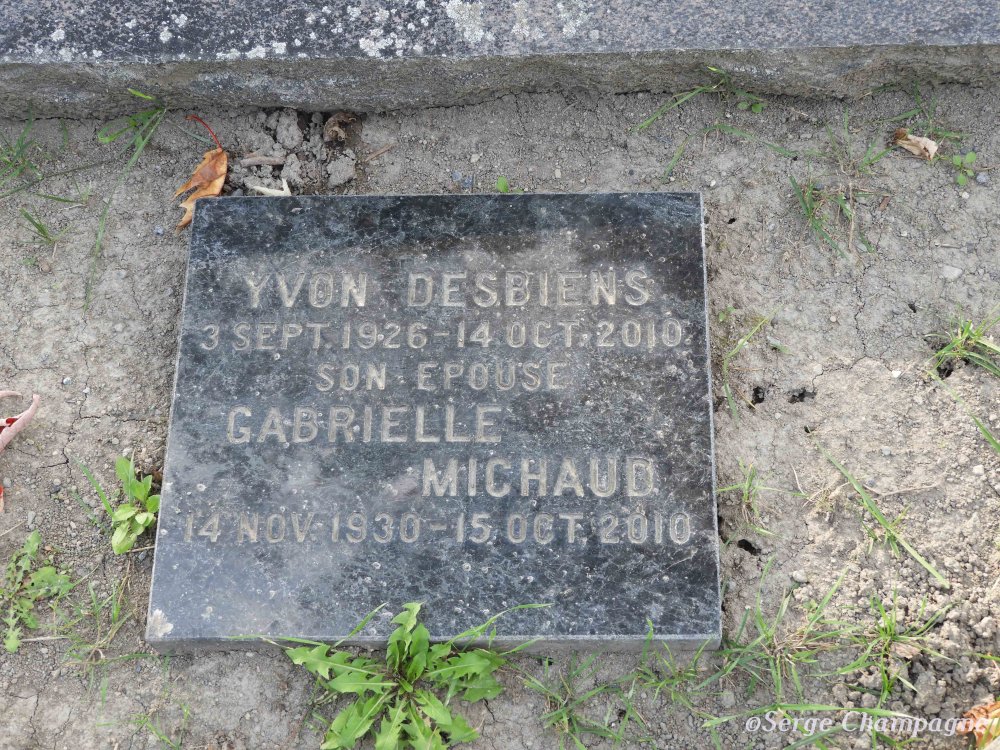 YVON DESBIENS
3 SEPT. 1926 - 14 OCT. 2010
SON EPOUSE
GABRIELLE
MICHAUD
14 NOV. 1930 - 15 OCT. 2010
©Serge Champagne